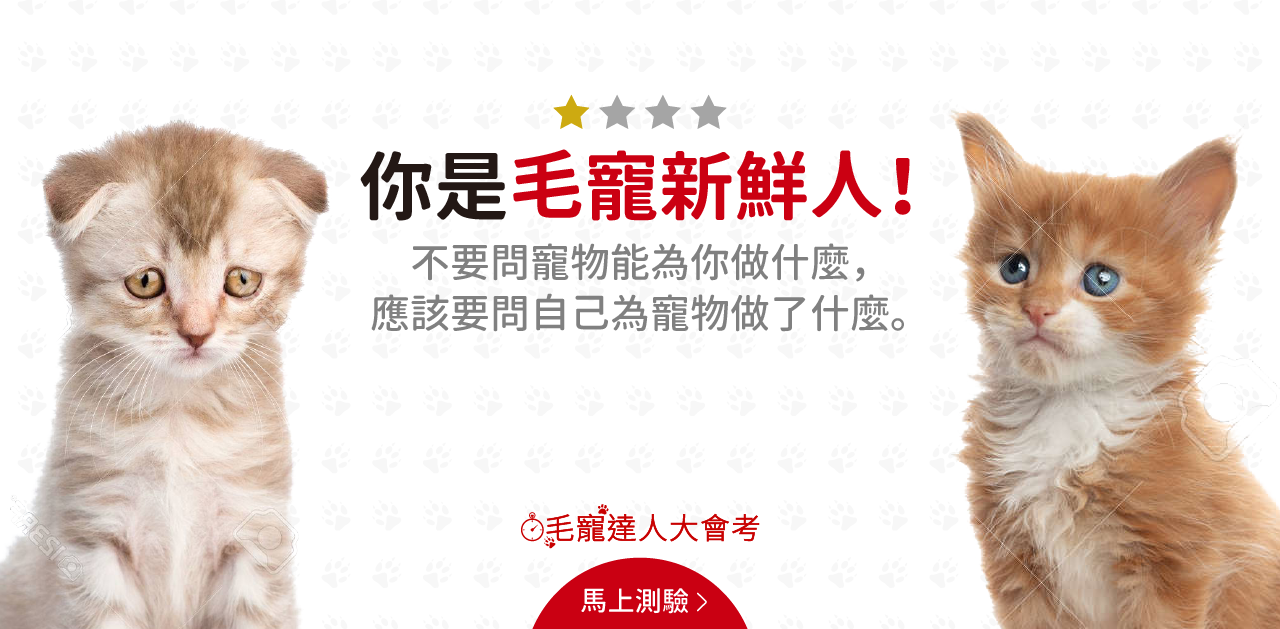 你是毛寵新鮮人！
不要問寵物能為你做什麼，
應該要問自己為寵物做了什麼。
毛寵達人大會考
馬上測驗